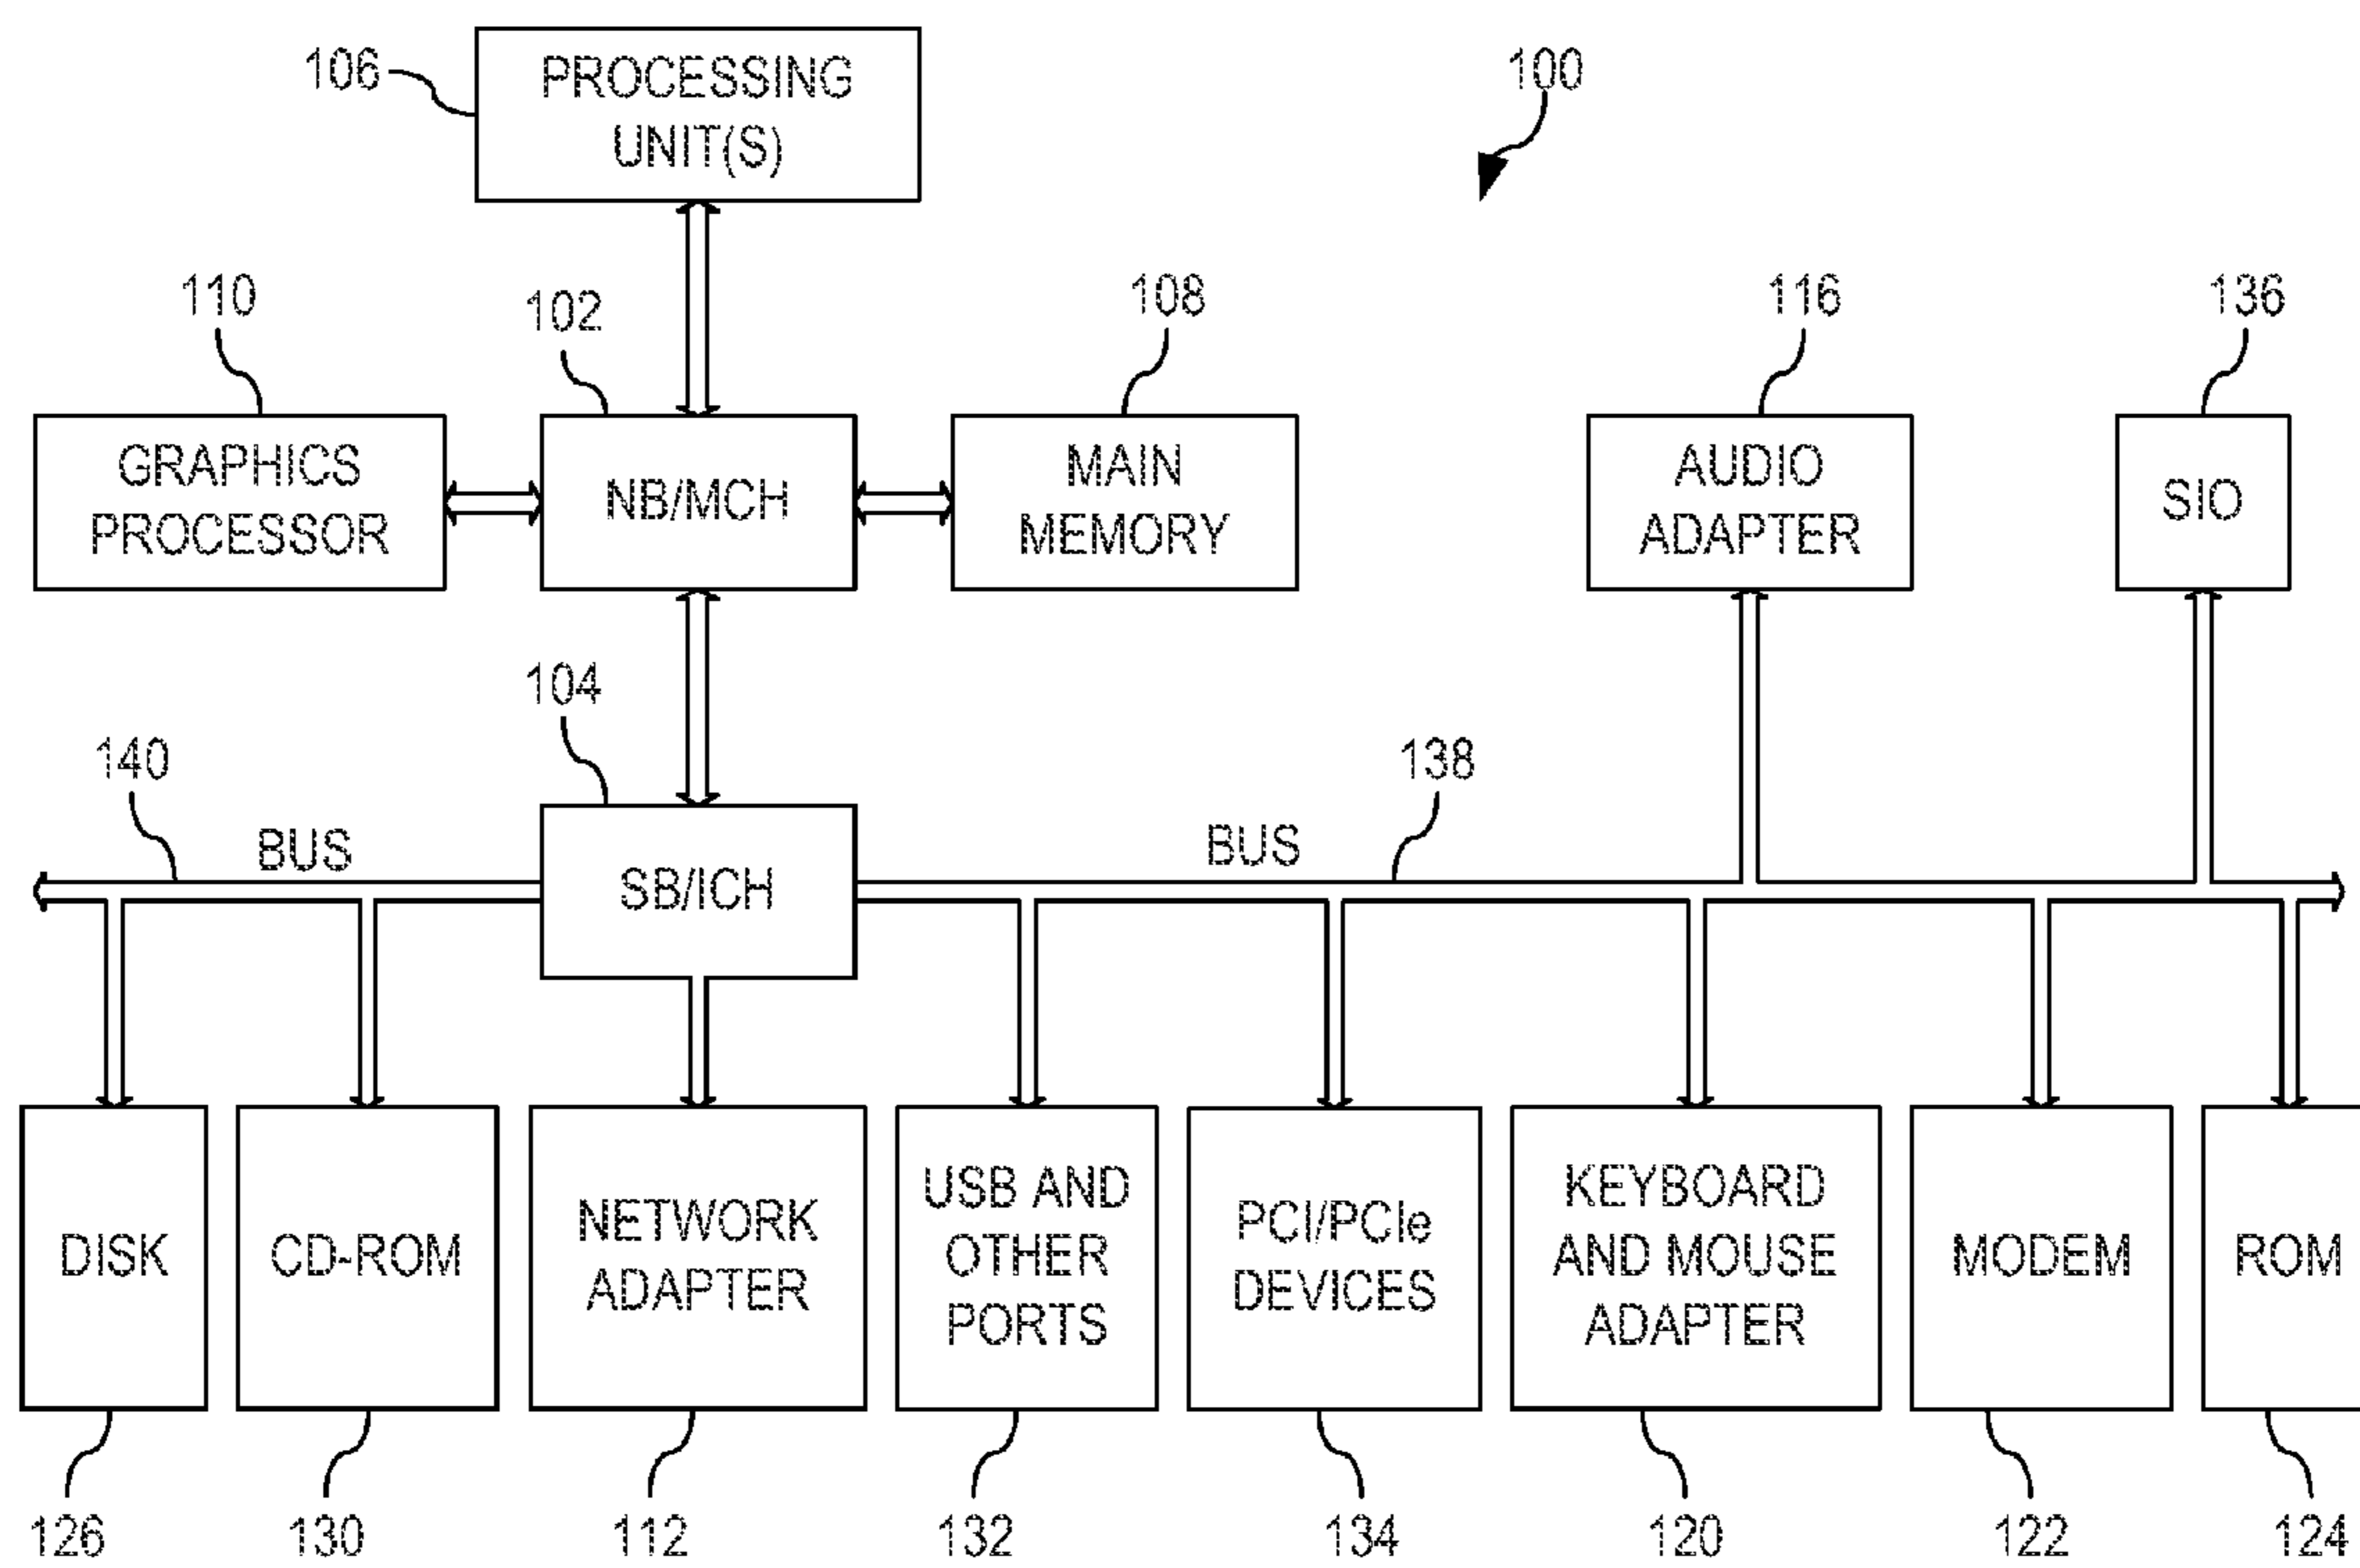 106
PROCESSING
UNIT(S)
100
110
102
108
116
136
GRAPHICS
PROCESSOR
NB/MCH
MAIN
MEMORY
AUDIO
ADAPTER
SIO
104
140
138
BUS
SB/ICH
BUS
DISK
CD-ROM
NETWORK
ADAPTER
USB AND
OTHER
PORTS
PCI/PCIe
DEVICES
KEYBOARD
AND MOUSE
ADAPTER
MODEM
ROM
126
130
112
132
134
120
122
124